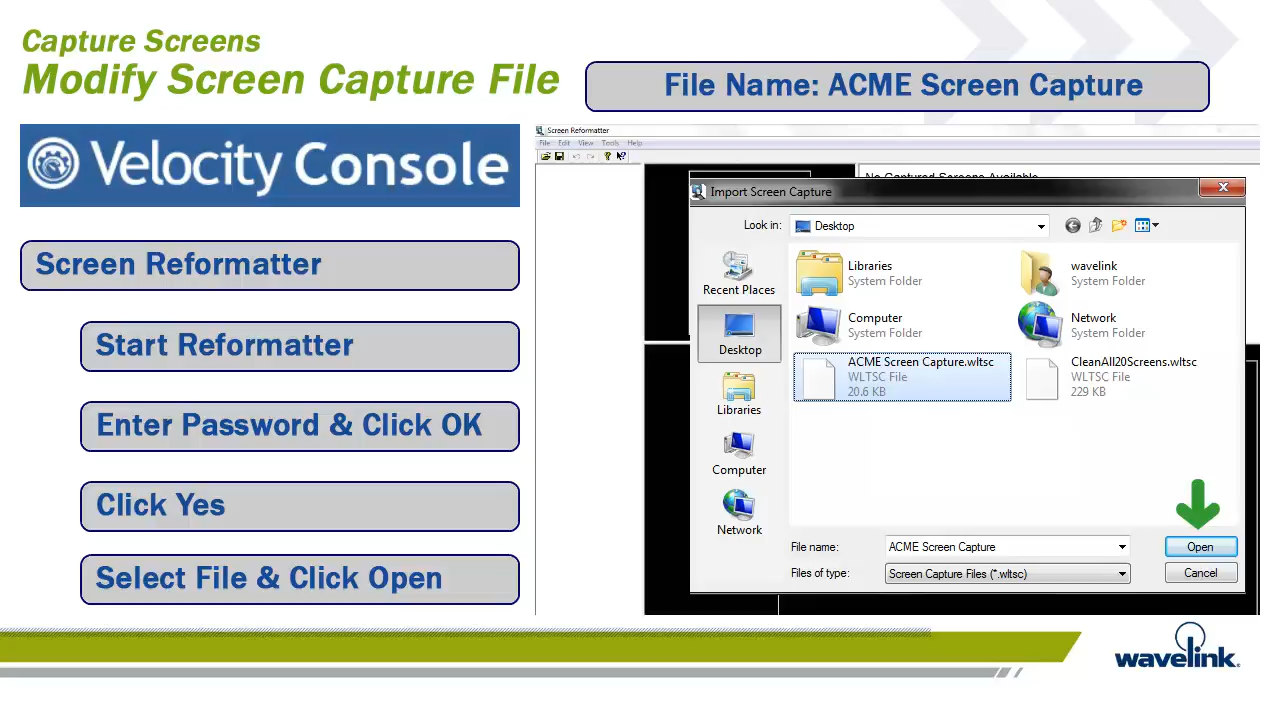 Capture Screens
Modify Screen Capture File
File Name: ACME Screen Capture
Velocity Console
Screen Reformatter
Start Reformatter
Enter Password & Click OK
Click Yes
Select File & Click Open
Screen Reformatter
File Edit View Tools Help
No Captured Screens Available
Import Screen Capture
Look in:
Desktop
Recent Places
Desktop
Libraries
Computer
Network
Libraries
System Folder
wavelink
System Folder
Computer
System Folder
Network
System Folder
ACME Screen Capture.wltsc
WLTSC File
20.6 KB
CleanAll20Screens.wltsc
WLTSC File
229 KB
File name:
ACME Screen Capture
Open
Files of type:
Screen Capture Files (*.wltsc)
Cancel
wavelink